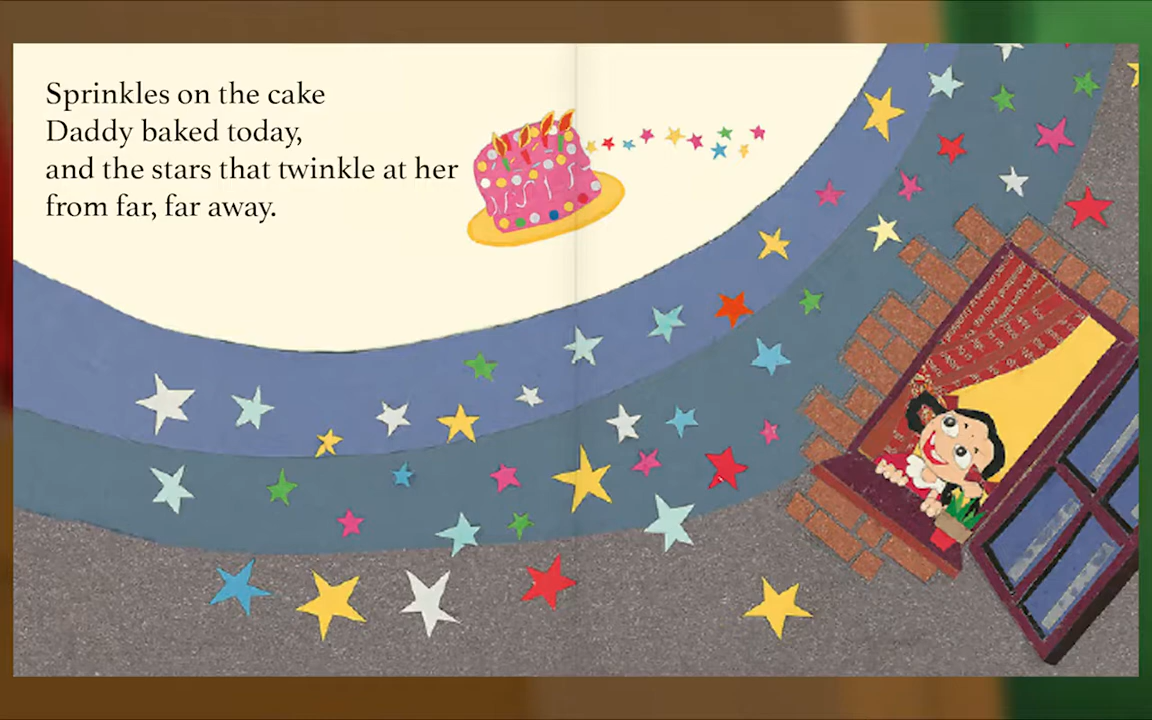 Sprinkles on the cake
Daddy baked today,
and the stars that twinkle at her
from far, far away.